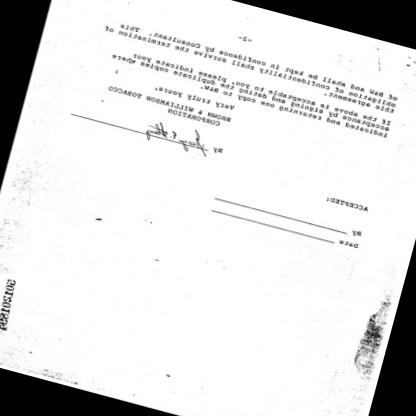 -2-
of B&W and shall be kept in confidence by Consultant. This
obligation of confidentiality shall survive the termination of
this agreement.
If the above is acceptable to you, please indicate your
acceptance by signing and dating the duplicate copies where
indicated and returning one copy to B&W.
Very truly yours,
BROWN & WILLIAMSON TOBACCO
CORPORATION
By
ACCEPTED:
By
Date